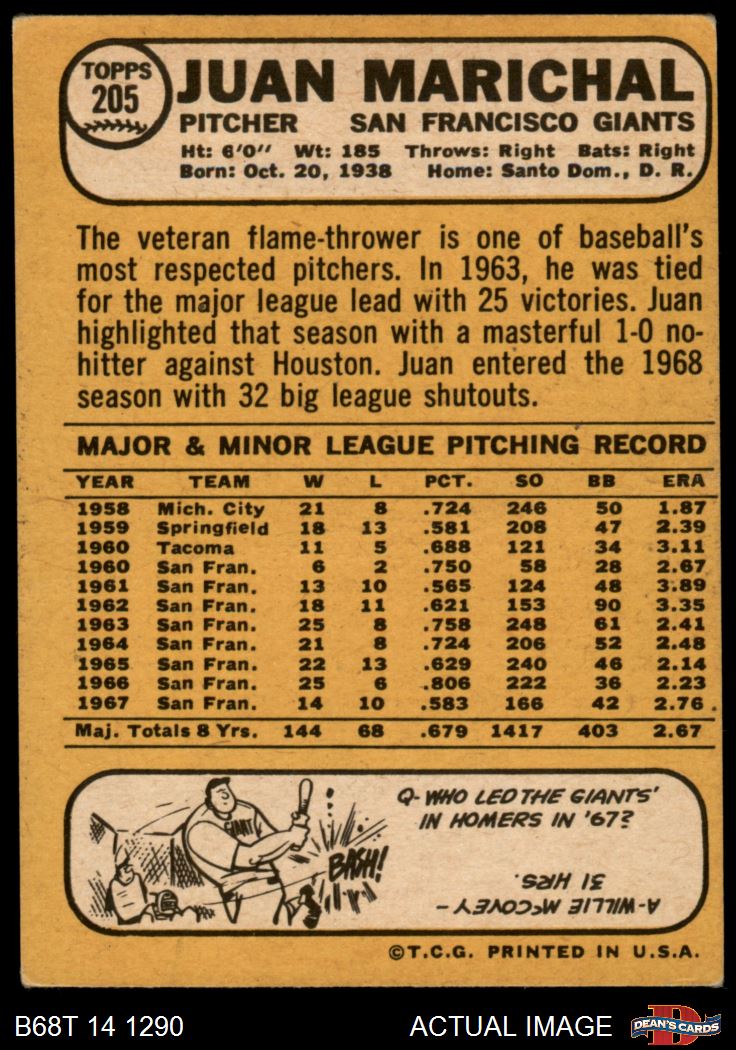 TOPPS
205
JUAN MARICHAL
PITCHER SAN FRANCISCO GIANTS
Ht: 6'0" Wt: 185 Throws: Right Bats: Right
Born: Oct. 20, 1938 Home: Santo Dom., D. R.
The veteran flame-thrower is one of baseball's
most respected pitchers. In 1963, he was tied
for the major league lead with 25 victories. Juan
highlighted that season with a masterful 1-0 no-
hitter against Houston. Juan entered the 1968
season with 32 big league shutouts.
MAJOR & MINOR LEAGUE PITCHING RECORD
YEAR TEAM W L PCT. SO BB ERA
1958 Mich. City 21 8 .724 246 50 1.87
1959 Springfield 18 13 .581 208 47 2.39
1960 Tacoma 11 5 .688 121 34 3.11
1960 San Fran. 6 2 .750 58 28 2.67
1961 San Fran. 13 10 .565 124 48 3.89
1962 San Fran. 18 11 .621 153 90 3.35
1963 San Fran. 25 8 .758 248 61 2.41
1964 San Fran. 21 8 .724 206 52 2.48
1965 San Fran. 22 13 .629 240 46 2.14
1966 San Fran. 25 6 .806 222 36 2.23
1967 San Fran. 14 10 .583 166 42 2.76
Maj. Totals 8 Yrs. 144 68 .679 1417 403 2.67
Q- WHO LED THE GIANTS'
IN HOMERS IN '67?
GIANT
BASH!
A-WILLIE McCOVEY -
31 HRS.
©T.C.G. PRINTED IN U.S.A.
B68T 14 1290 ACTUAL IMAGE
DEAN'S CARDS